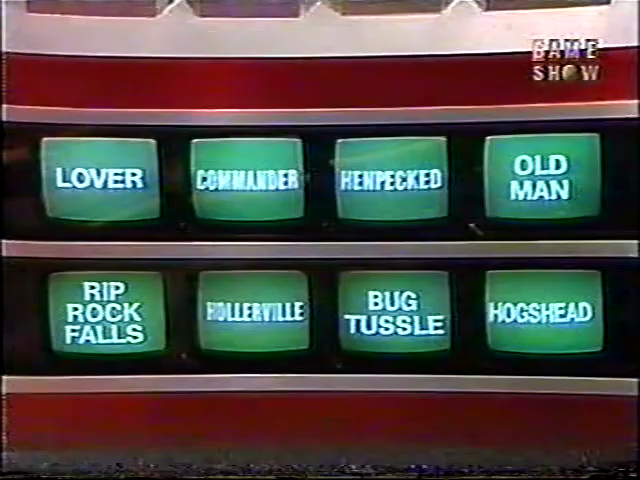 GAME
SHOW
LOVER
COMMANDER
HENPECKED
OLD
MAN
RIP
ROCK
FALLS
HOLLERVILLE
BUG
TUSSLE
HOGSHEAD